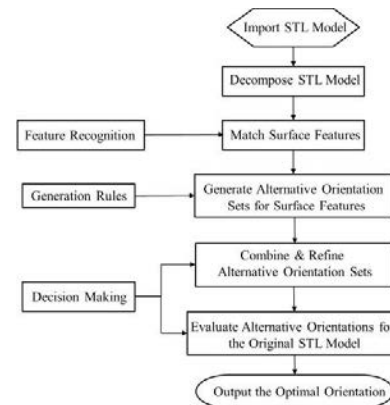 Import STL Model
Decompose STL Model
Feature Recognition
Match Surface Features
Generation Rules
Generate Alternative Orientation
Sets for Surface Features
Combine & Refine
Alternative Orientation Sets
Decision Making
Evaluate Alternative Orientations for
the Original STL Model
Output the Optimal Orientation